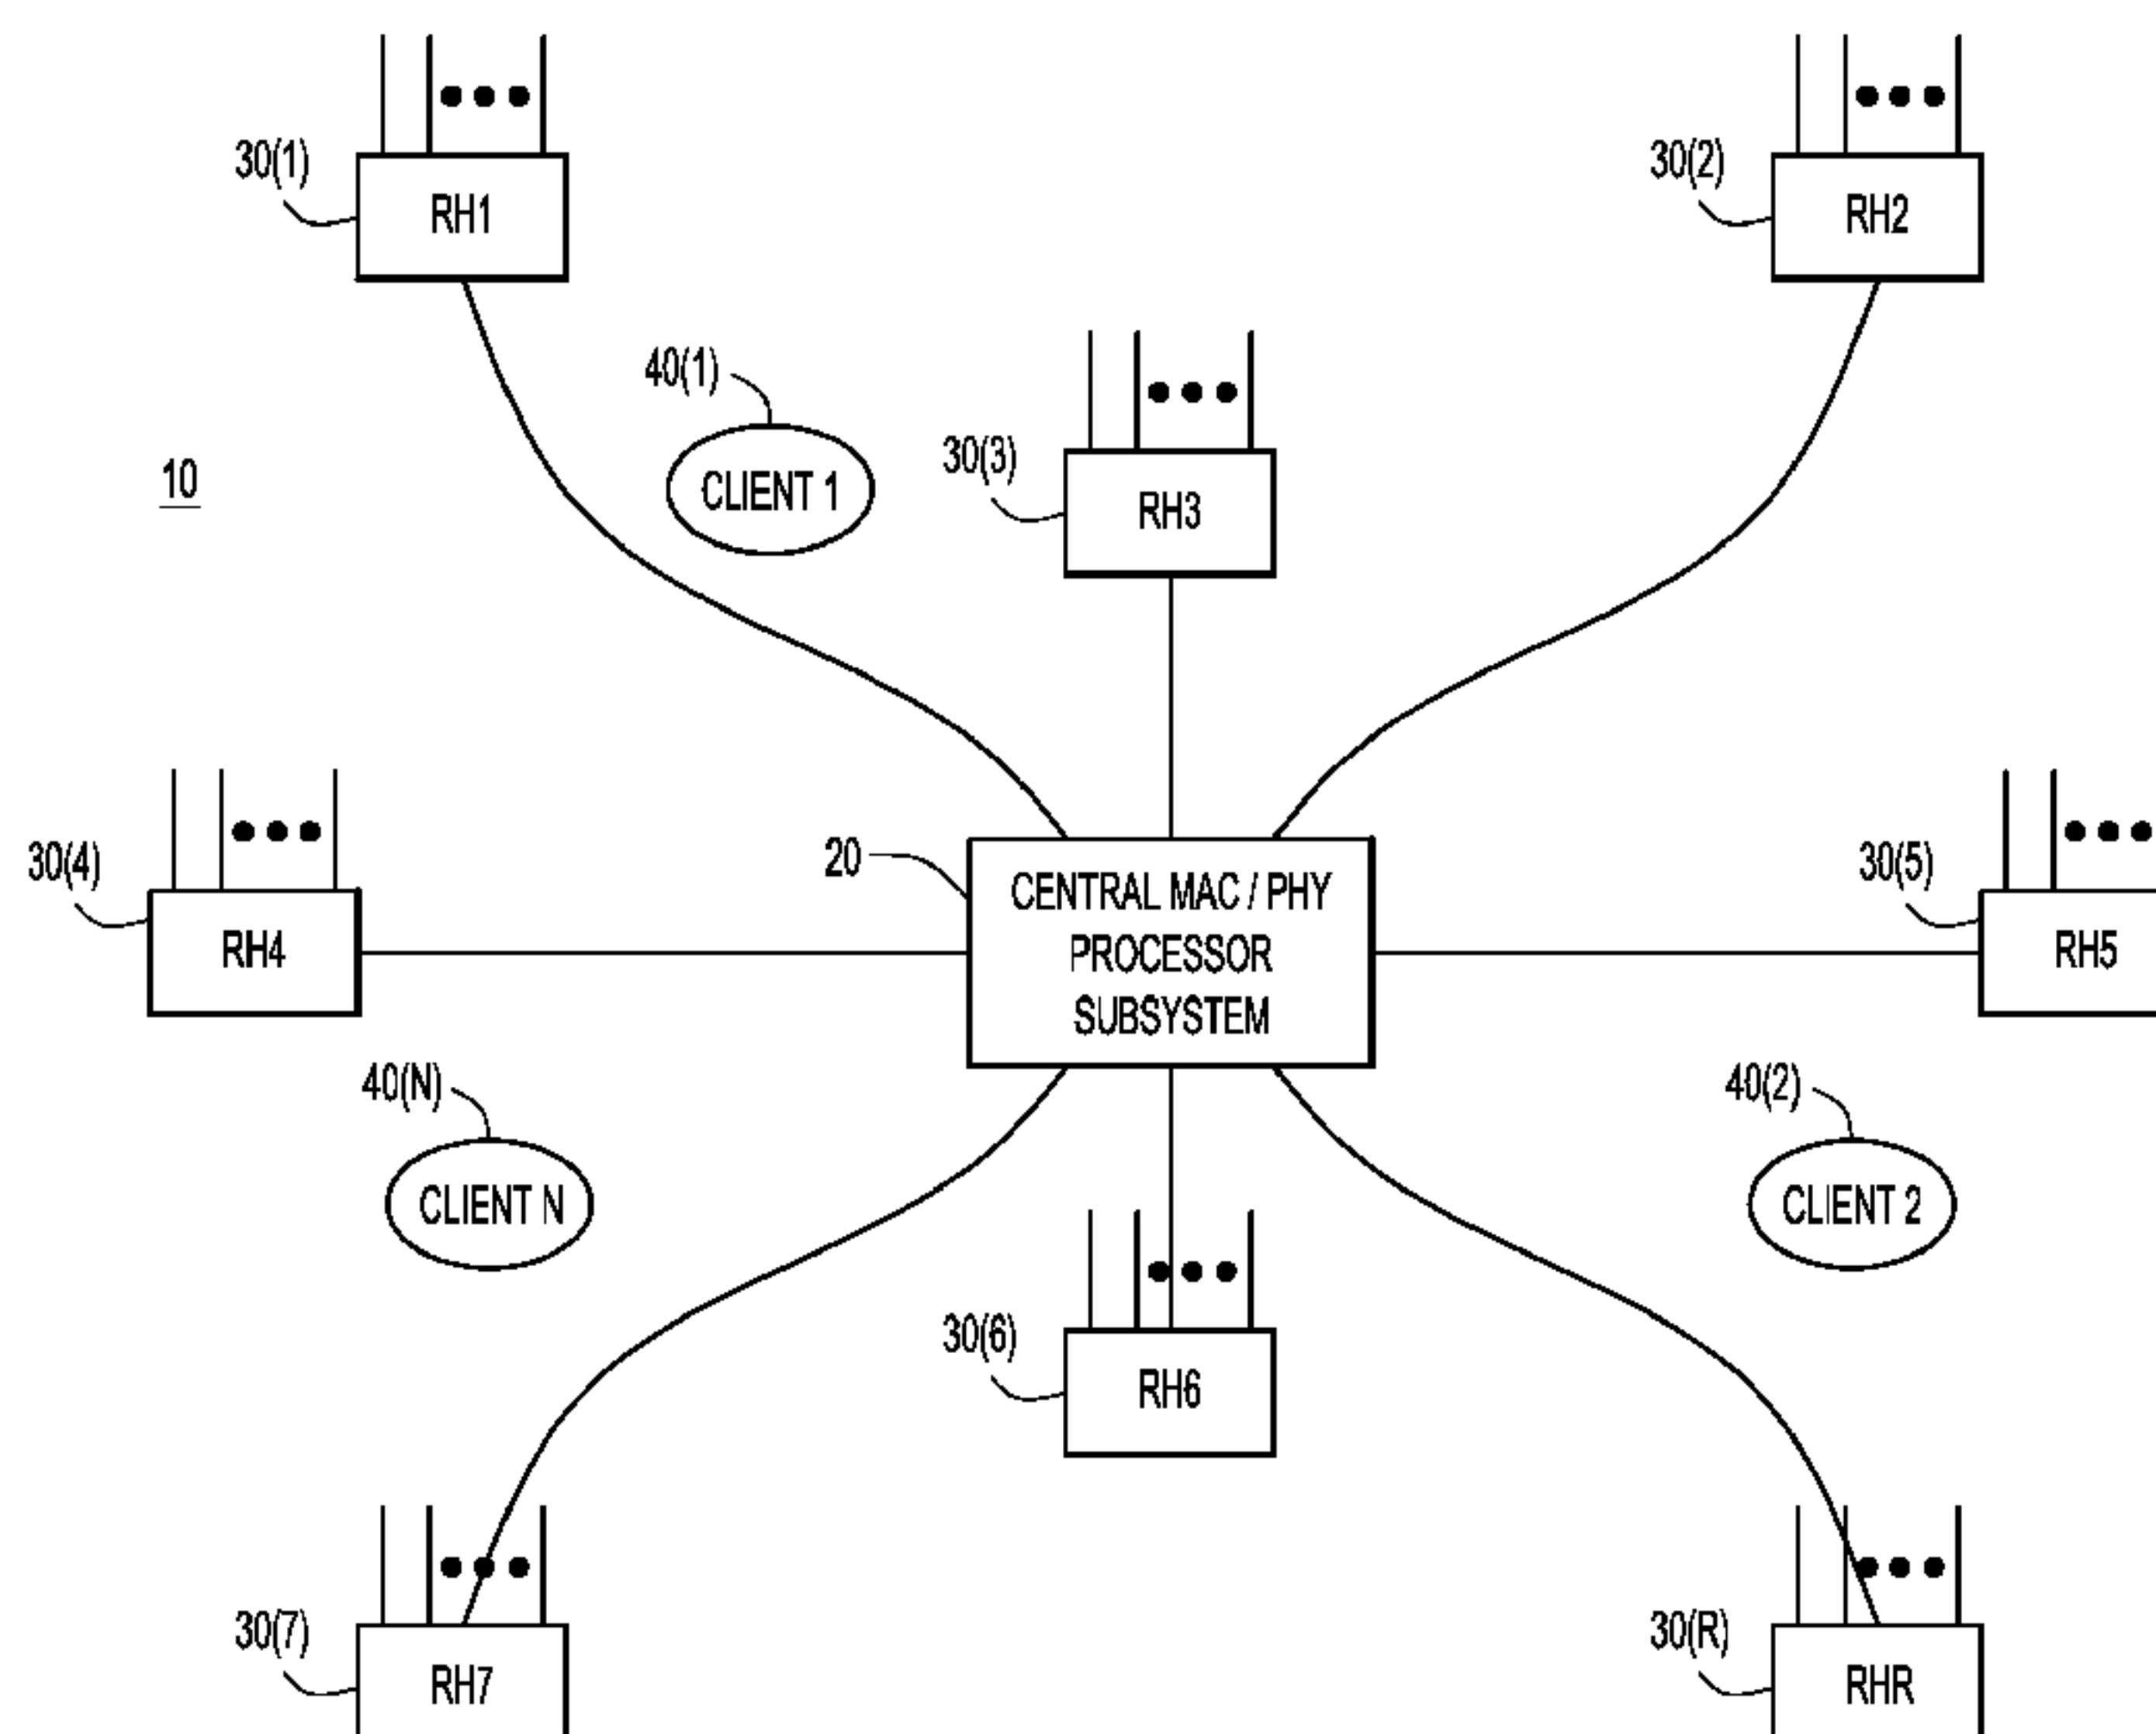 30(1)
RH1
30(2)
RH2
40(1)
CLIENT 1
30(3)
RH3
10
30(4)
RH4
20
CENTRAL MAC / PHY
PROCESSOR
SUBSYSTEM
30(5)
RH5
40(N)
CLIENT N
40(2)
CLIENT 2
30(6)
RH6
30(7)
RH7
30(R)
RHR